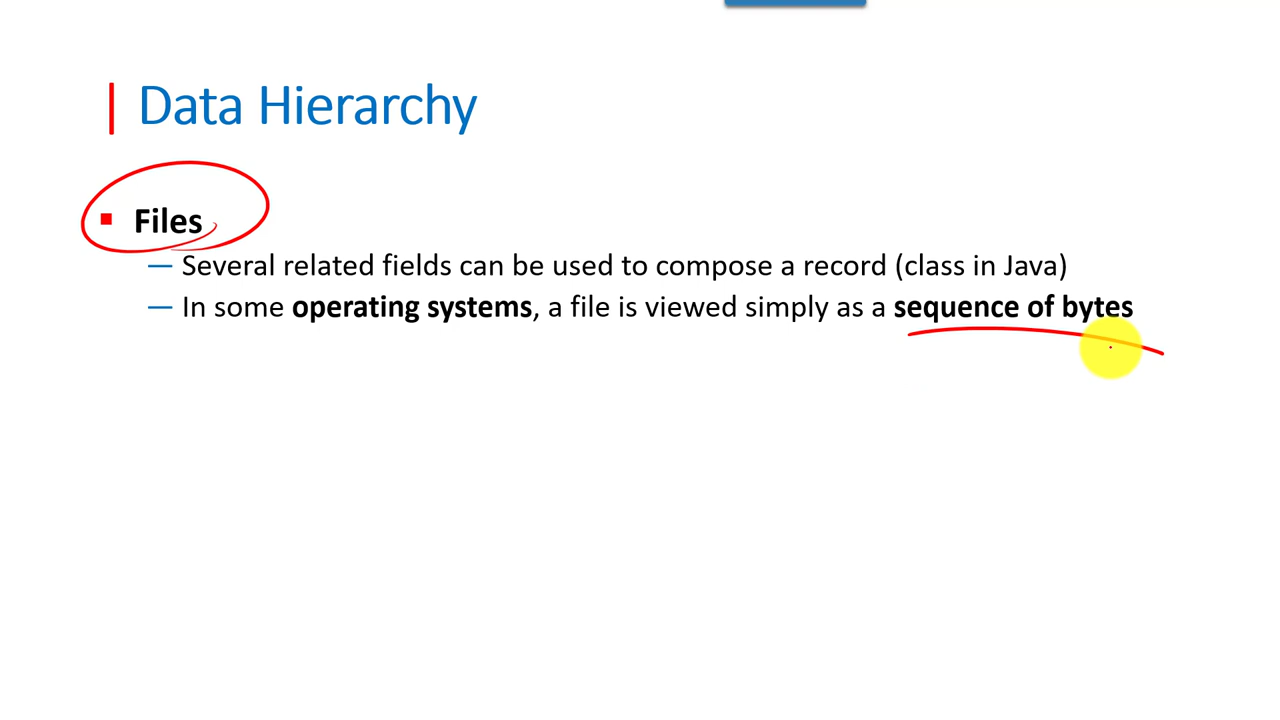 Data Hierarchy
▪ Files
— Several related fields can be used to compose a record (class in Java)
— In some operating systems, a file is viewed simply as a sequence of bytes